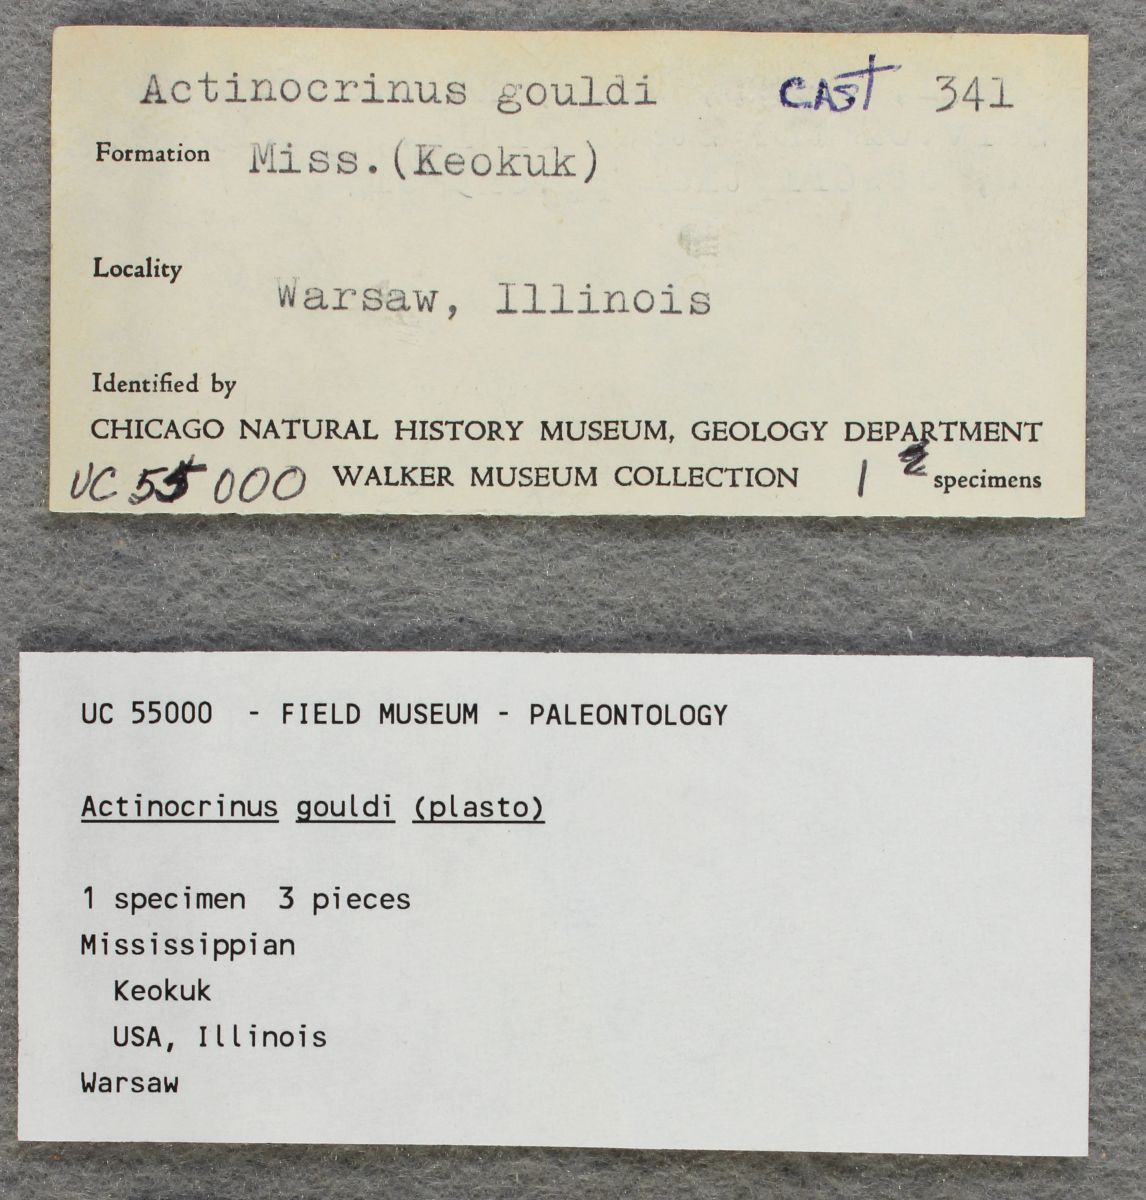 Actinocrinus gouldi CAST 341
Formation Miss.(Keokuk)
Locality
Warsaw, Illinois
Identified by
CHICAGO NATURAL HISTORY MUSEUM, GEOLOGY DEPARTMENT
UC 55000 WALKER MUSEUM COLLECTION 1 specimens
UC 55000 - FIELD MUSEUM - PALEONTOLOGY
Actinocrinus gouldi (plasto)
1 specimen 3 pieces
Mississippian
Keokuk
USA, Illinois
Warsaw